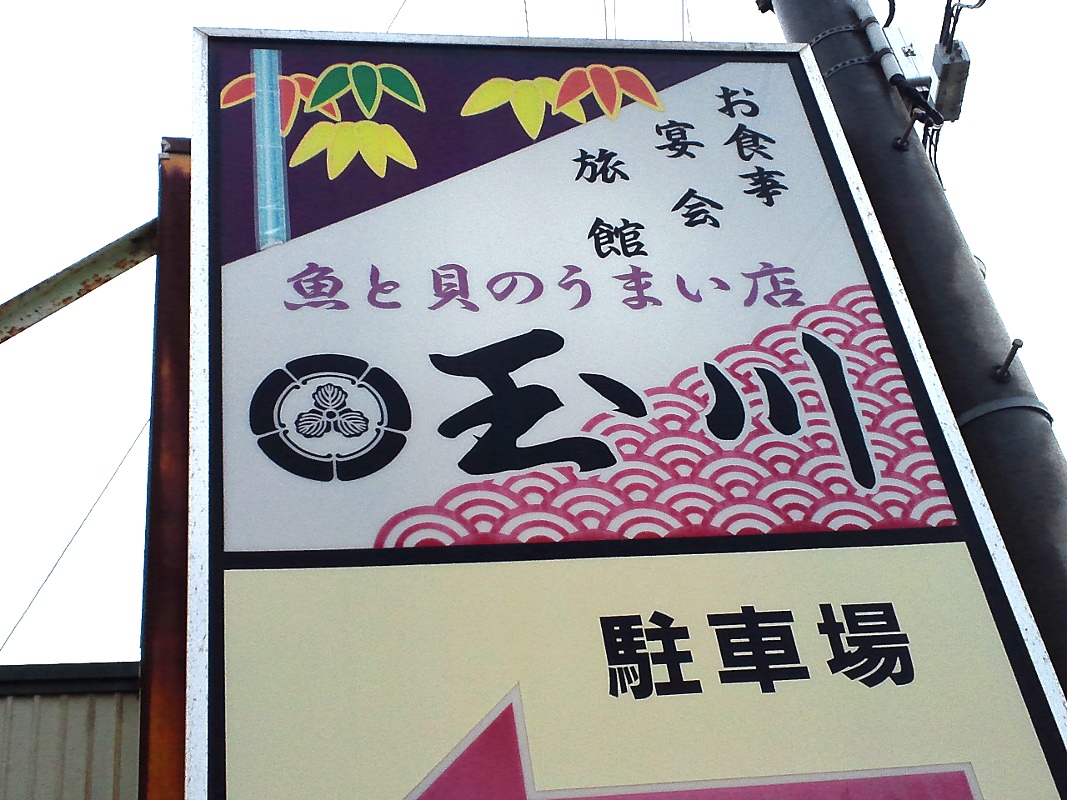 お食事
宴会
旅館
魚と貝のうまい店
玉川
駐車場